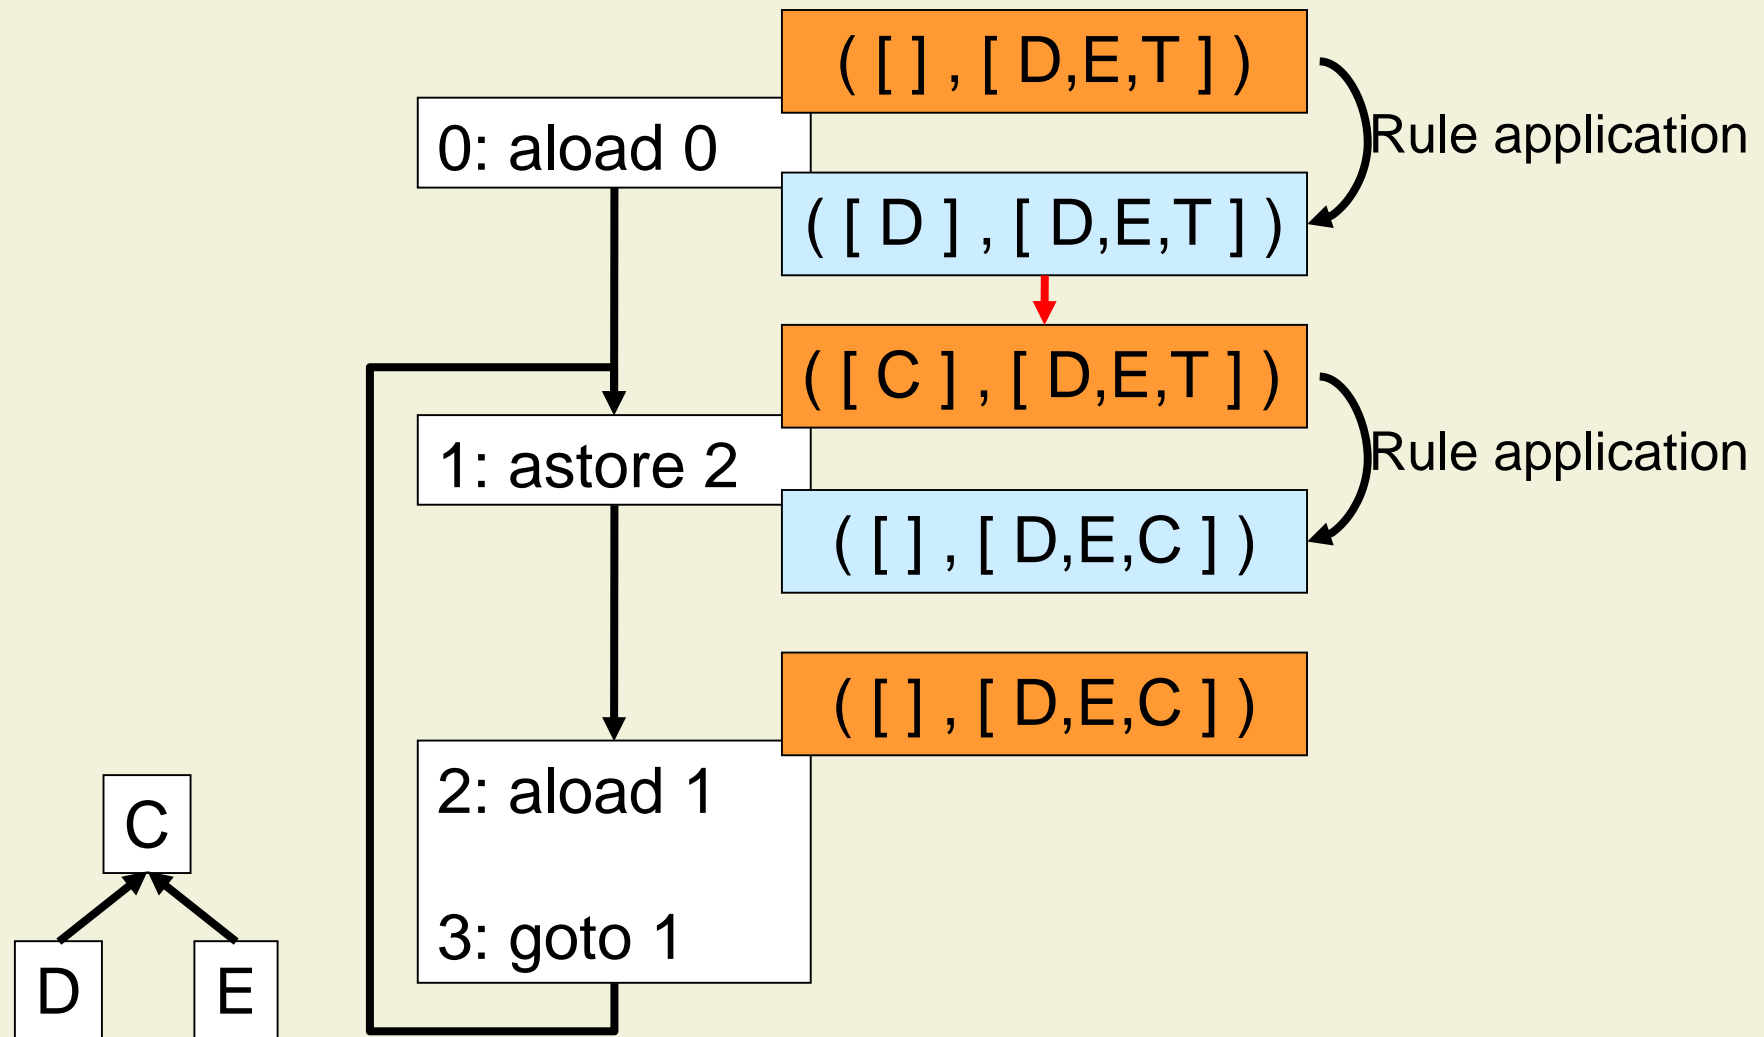 ( [ ] , [ D,E,T ] )
0: aload 0
Rule application
( [ D ] , [ D,E,T ] )
( [ C ] , [ D,E,T ] )
1: astore 2
Rule application
( [ ] , [ D,E,C ] )
( [ ] , [ D,E,C ] )
2: aload 1
3: goto 1
C
D
E